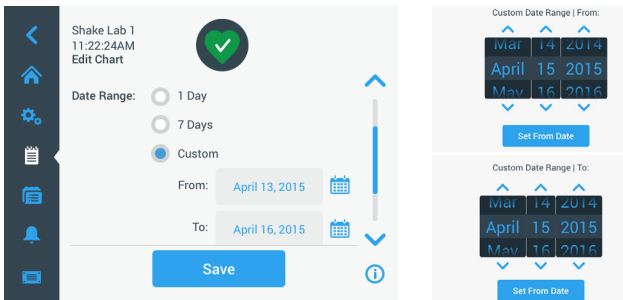 Shake Lab 1
11:22:24AM
Edit Chart
Date Range:
1 Day
7 Days
Custom
From:
April 13, 2015
To:
April 16, 2015
Save
Custom Date Range | From:
Mar 14 2014
April 15 2015
May 16 2016
Set From Date
Custom Date Range | To:
Mar 14 2014
April 15 2015
May 16 2016
Set From Date